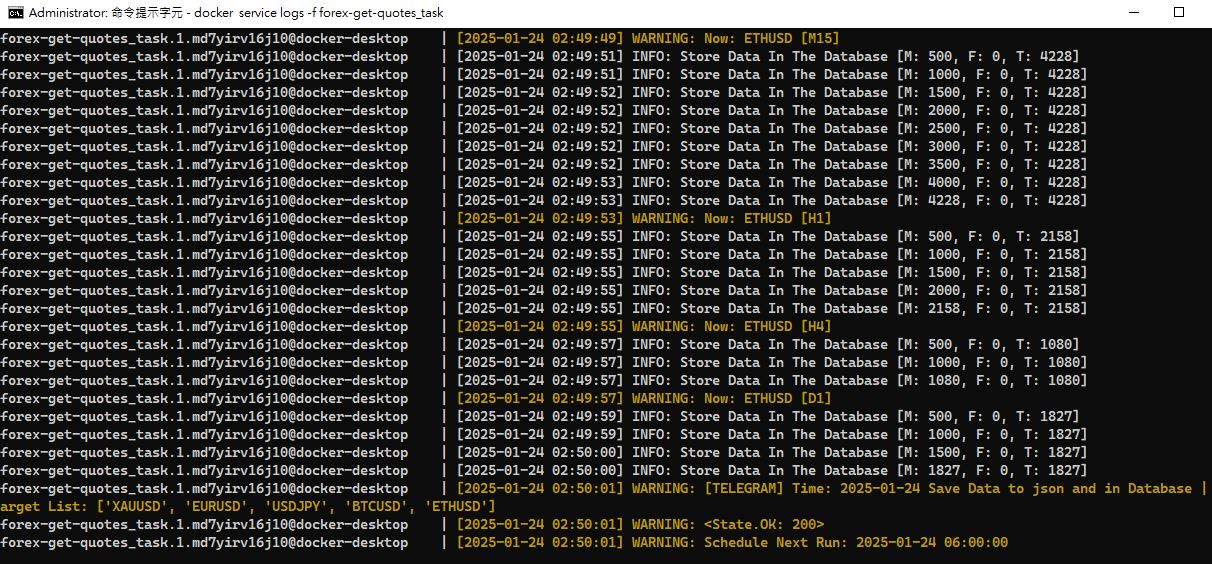 Administrator: 命令提示字元 - docker service logs -f forex-get-quotes_task
forex-get-quotes_task.1.md7yirv16j10@docker-desktop    | [2025-01-24 02:49:49] WARNING: Now: ETHUSD [M15]
forex-get-quotes_task.1.md7yirv16j10@docker-desktop    | [2025-01-24 02:49:51] INFO: Store Data In The Database [M: 500, F: 0, T: 4228]
forex-get-quotes_task.1.md7yirv16j10@docker-desktop    | [2025-01-24 02:49:51] INFO: Store Data In The Database [M: 1000, F: 0, T: 4228]
forex-get-quotes_task.1.md7yirv16j10@docker-desktop    | [2025-01-24 02:49:52] INFO: Store Data In The Database [M: 1500, F: 0, T: 4228]
forex-get-quotes_task.1.md7yirv16j10@docker-desktop    | [2025-01-24 02:49:52] INFO: Store Data In The Database [M: 2000, F: 0, T: 4228]
forex-get-quotes_task.1.md7yirv16j10@docker-desktop    | [2025-01-24 02:49:52] INFO: Store Data In The Database [M: 2500, F: 0, T: 4228]
forex-get-quotes_task.1.md7yirv16j10@docker-desktop    | [2025-01-24 02:49:52] INFO: Store Data In The Database [M: 3000, F: 0, T: 4228]
forex-get-quotes_task.1.md7yirv16j10@docker-desktop    | [2025-01-24 02:49:52] INFO: Store Data In The Database [M: 3500, F: 0, T: 4228]
forex-get-quotes_task.1.md7yirv16j10@docker-desktop    | [2025-01-24 02:49:53] INFO: Store Data In The Database [M: 4000, F: 0, T: 4228]
forex-get-quotes_task.1.md7yirv16j10@docker-desktop    | [2025-01-24 02:49:53] INFO: Store Data In The Database [M: 4228, F: 0, T: 4228]
forex-get-quotes_task.1.md7yirv16j10@docker-desktop    | [2025-01-24 02:49:53] WARNING: Now: ETHUSD [H1]
forex-get-quotes_task.1.md7yirv16j10@docker-desktop    | [2025-01-24 02:49:55] INFO: Store Data In The Database [M: 500, F: 0, T: 2158]
forex-get-quotes_task.1.md7yirv16j10@docker-desktop    | [2025-01-24 02:49:55] INFO: Store Data In The Database [M: 1000, F: 0, T: 2158]
forex-get-quotes_task.1.md7yirv16j10@docker-desktop    | [2025-01-24 02:49:55] INFO: Store Data In The Database [M: 1500, F: 0, T: 2158]
forex-get-quotes_task.1.md7yirv16j10@docker-desktop    | [2025-01-24 02:49:55] INFO: Store Data In The Database [M: 2000, F: 0, T: 2158]
forex-get-quotes_task.1.md7yirv16j10@docker-desktop    | [2025-01-24 02:49:55] INFO: Store Data In The Database [M: 2158, F: 0, T: 2158]
forex-get-quotes_task.1.md7yirv16j10@docker-desktop    | [2025-01-24 02:49:55] WARNING: Now: ETHUSD [H4]
forex-get-quotes_task.1.md7yirv16j10@docker-desktop    | [2025-01-24 02:49:57] INFO: Store Data In The Database [M: 500, F: 0, T: 1080]
forex-get-quotes_task.1.md7yirv16j10@docker-desktop    | [2025-01-24 02:49:57] INFO: Store Data In The Database [M: 1000, F: 0, T: 1080]
forex-get-quotes_task.1.md7yirv16j10@docker-desktop    | [2025-01-24 02:49:57] INFO: Store Data In The Database [M: 1080, F: 0, T: 1080]
forex-get-quotes_task.1.md7yirv16j10@docker-desktop    | [2025-01-24 02:49:57] WARNING: Now: ETHUSD [D1]
forex-get-quotes_task.1.md7yirv16j10@docker-desktop    | [2025-01-24 02:49:59] INFO: Store Data In The Database [M: 500, F: 0, T: 1827]
forex-get-quotes_task.1.md7yirv16j10@docker-desktop    | [2025-01-24 02:49:59] INFO: Store Data In The Database [M: 1000, F: 0, T: 1827]
forex-get-quotes_task.1.md7yirv16j10@docker-desktop    | [2025-01-24 02:50:00] INFO: Store Data In The Database [M: 1500, F: 0, T: 1827]
forex-get-quotes_task.1.md7yirv16j10@docker-desktop    | [2025-01-24 02:50:00] INFO: Store Data In The Database [M: 1827, F: 0, T: 1827]
forex-get-quotes_task.1.md7yirv16j10@docker-desktop    | [2025-01-24 02:50:01] WARNING: [TELEGRAM] Time: 2025-01-24 Save Data to json and in Database |
arget List: ['XAUUSD', 'EURUSD', 'USDJPY', 'BTCUSD', 'ETHUSD']
forex-get-quotes_task.1.md7yirv16j10@docker-desktop    | [2025-01-24 02:50:01] WARNING: <State.OK: 200>
forex-get-quotes_task.1.md7yirv16j10@docker-desktop    | [2025-01-24 02:50:01] WARNING: Schedule Next Run: 2025-01-24 06:00:00